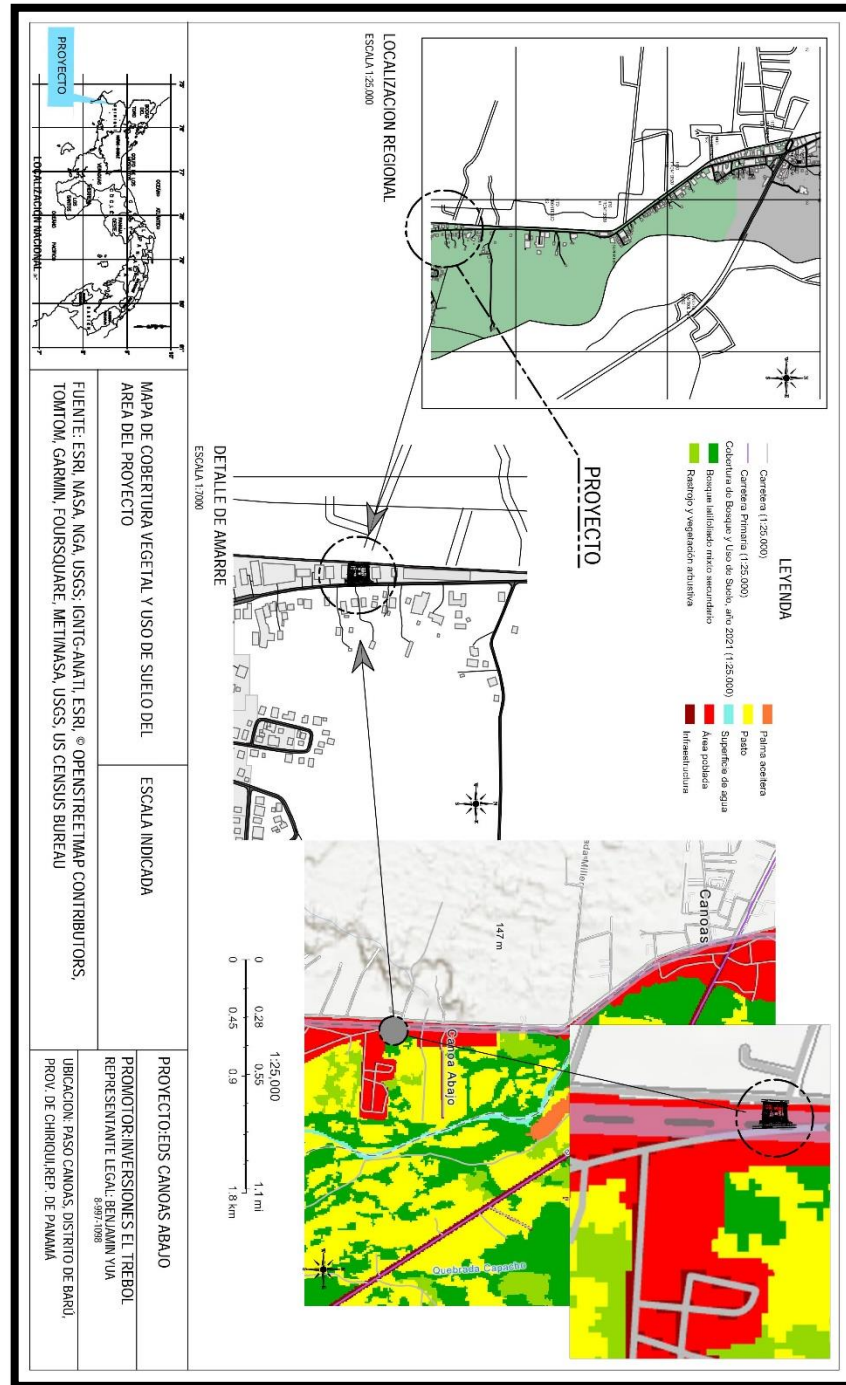 LOCALIZACION REGIONAL
ESCALA 1:25,000
PROYECTO
LEYENDA
Carretera (1:25.000)
Carretera Primaria (1:25.000)
Cobertura de Bosque y Uso de Suelo, año 2021 (1:25.000)
Bosque latifoliado mixto secundario
Rastrojo y vegetación arbustiva
Palma aceitera
Pasto
Superficie de agua
Área poblada
Infraestructura
DETALLE DE AMARRE
ESCALA 1:7000
Canoas
147 m
Canoa Abajo
Quebrada Capacho
1:25,000
0 0.28 0.55 1.1 mi
0 0.45 0.9 1.8 km
PROYECTO
LOCALIZACION NACIONAL
MAPA DE COBERTURA VEGETAL Y USO DE SUELO DEL
AREA DEL PROYECTO
ESCALA INDICADA
FUENTE: ESRI, NASA, NGA, USGS; IGNTG-ANATI, ESRI, © OPENSTREETMAP CONTRIBUTORS,
TOMTOM, GARMIN, FOURSQUARE, METI/NASA, USGS, US CENSUS BUREAU
PROYECTO:EDS CANOAS ABAJO
PROMOTOR:INVERSIONES EL TREBOL
REPRESENTANTE LEGAL: BENJAMIN YUA
8-997-1098
UBICACION: PASO CANOAS, DISTRITO DE BARÚ,
PROV. DE CHIRIQUI,REP. DE PANAMÁ